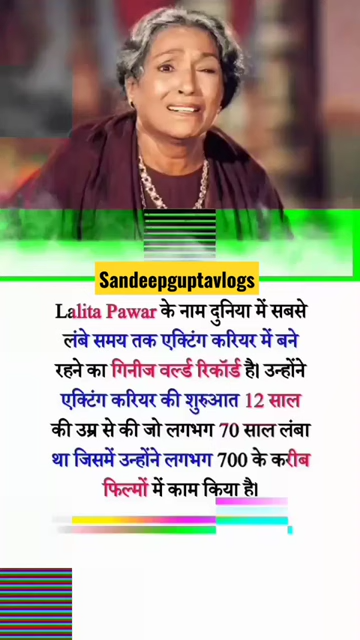 Sandeepguptavlogs
Lalita Pawar के नाम दुनिया में सबसे
लंबे समय तक एक्टिंग करियर में बने
रहने का गिनीज वर्ल्ड रिकॉर्ड है। उन्होंने
एक्टिंग करियर की शुरुआत 12 साल
की उम्र से की जो लगभग 70 साल लंबा
था जिसमें उन्होंने लगभग 700 के करीब
फिल्मों में काम किया है।